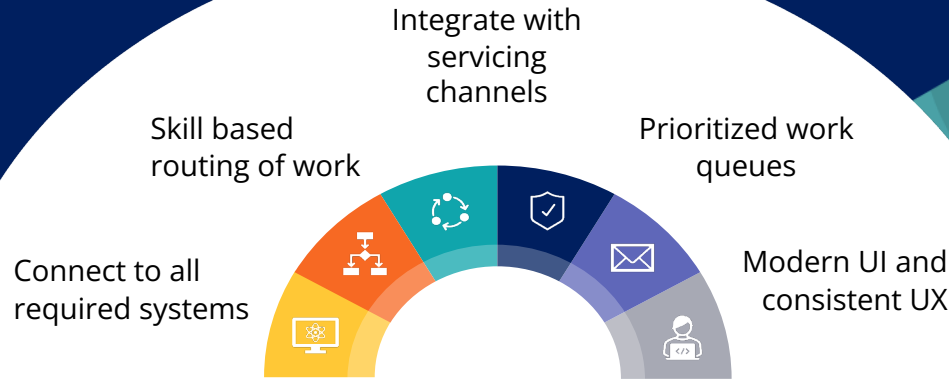 Integrate with
servicing
channels
Skill based
routing of work
Prioritized work
queues
Connect to all
required systems
Modern UI and
consistent UX